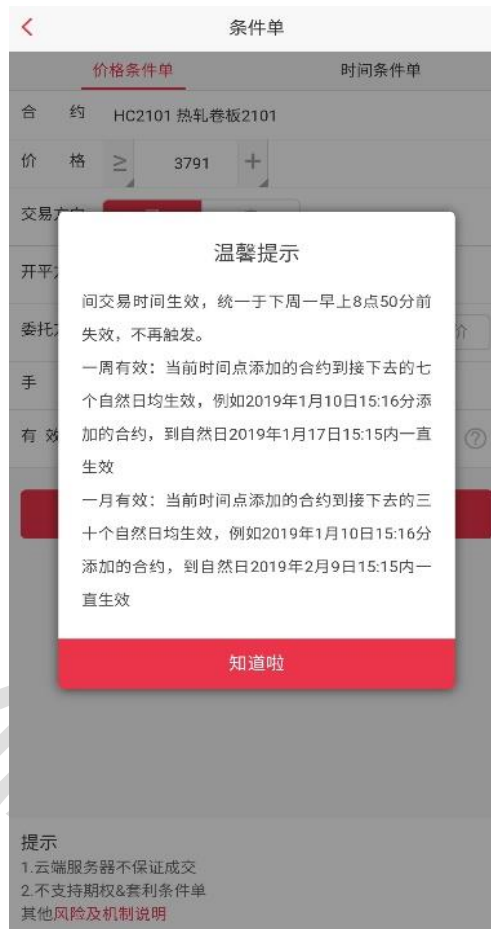 条件单
价格条件单 时间条件单
合 约 HC2101 热轧卷板2101
价 格 ≥ 3791 +
交易
温馨提示
开平
间交易时间生效，统一于下周一早上8点50分前
委托
失效，不再触发。
价
一周有效：当前时间点添加的合约到接下去的七
手
个自然日均生效，例如2019年1月10日15:16分添
有 效
加的合约，到自然日2019年1月17日15:15内一直
?
生效
一月有效：当前时间点添加的合约到接下去的三
十个自然日均生效，例如2019年1月10日15:16分
添加的合约，到自然日2019年2月9日15:15内一
直生效
知道啦
提示
1.云端服务器不保证成交
2.不支持期权&套利条件单
其他风险及机制说明